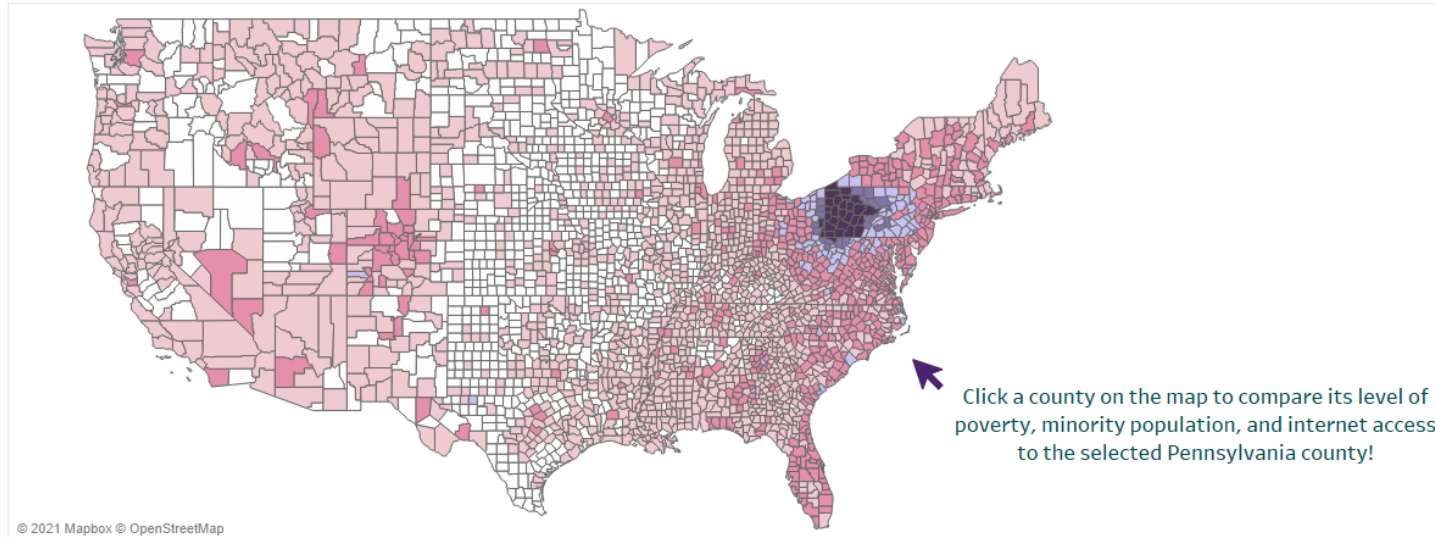 Click a county on the map to compare its level of
poverty, minority population, and internet access
to the selected Pennsylvania county!
© 2021 Mapbox © OpenStreetMap